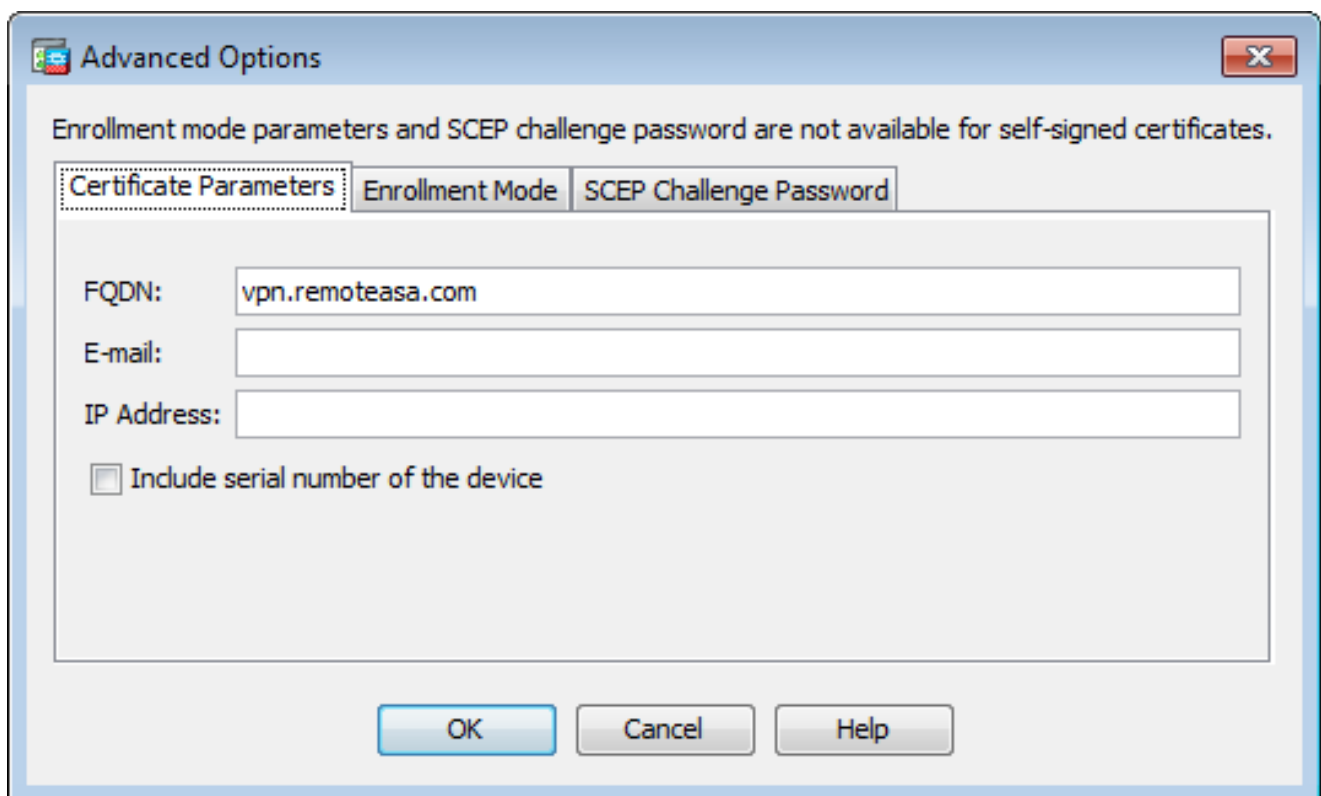 Advanced Options
Enrollment mode parameters and SCEP challenge password are not available for self-signed certificates.
Certificate Parameters Enrollment Mode SCEP Challenge Password
FQDN: vpn.remoteasa.com
E-mail:
IP Address:
Include serial number of the device
OK Cancel Help